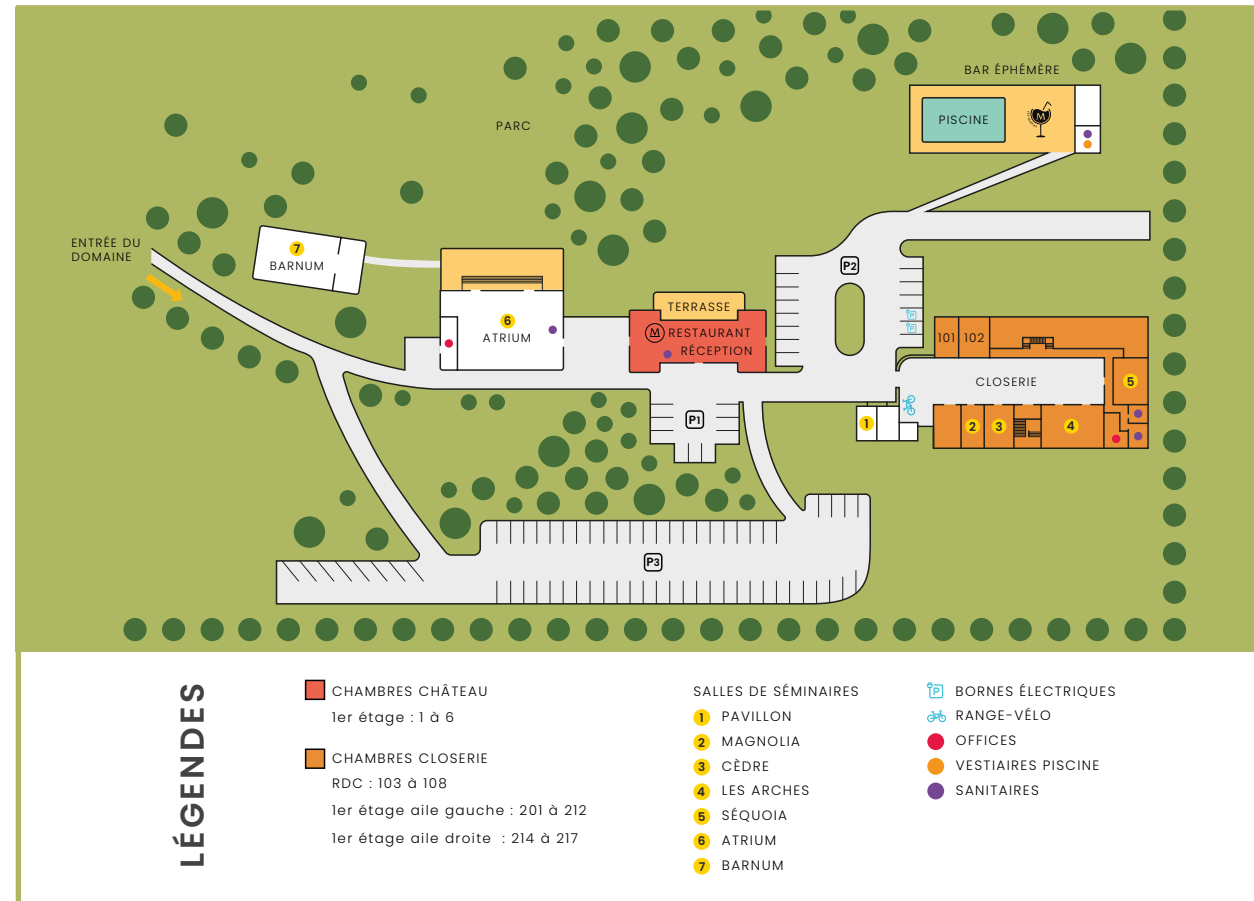 BAR ÉPHÉMÈRE
PISCINE
M
PARC
ENTRÉE DU
DOMAINE
7
BARNUM
6
ATRIUM
TERRASSE
M RESTAURANT
RÉCEPTION
P2
P
P
101
102
CLOSERIE
5
1
2
3
4
P1
P3
LÉGENDES
CHAMBRES CHÂTEAU
1er étage : 1 à 6
CHAMBRES CLOSERIE
RDC : 103 à 108
1er étage aile gauche : 201 à 212
1er étage aile droite : 214 à 217
SALLES DE SÉMINAIRES
1 PAVILLON
2 MAGNOLIA
3 CÈDRE
4 LES ARCHES
5 SÉQUOIA
6 ATRIUM
7 BARNUM
P BORNES ÉLECTRIQUES
RANGE-VÉLO
OFFICES
VESTIAIRES PISCINE
SANITAIRES